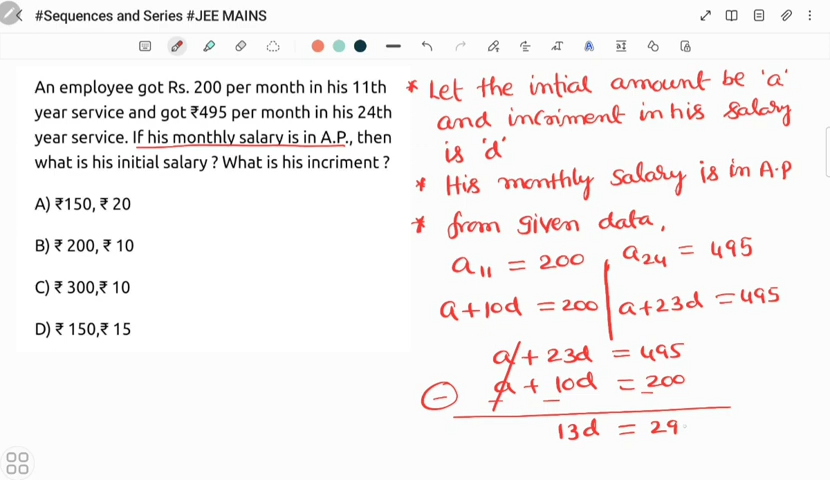 #Sequences and Series #JEE MAINS
An employee got Rs. 200 per month in his 11th
year service and got ₹495 per month in his 24th
year service. If his monthly salary is in A.P., then
what is his initial salary ? What is his incriment ?
A) ₹150, ₹ 20
B) ₹ 200, ₹ 10
C) ₹ 300,₹ 10
D) ₹ 150,₹ 15
* Let the intial amount be 'a'
and incriment in his salary
is 'd'
* His monthly salary is in A.P
* from given data,
a11 = 200 | a24 = 495
a+10d = 200 | a+23d = 495
a + 23d = 495
a + 10d = 200
13d = 29